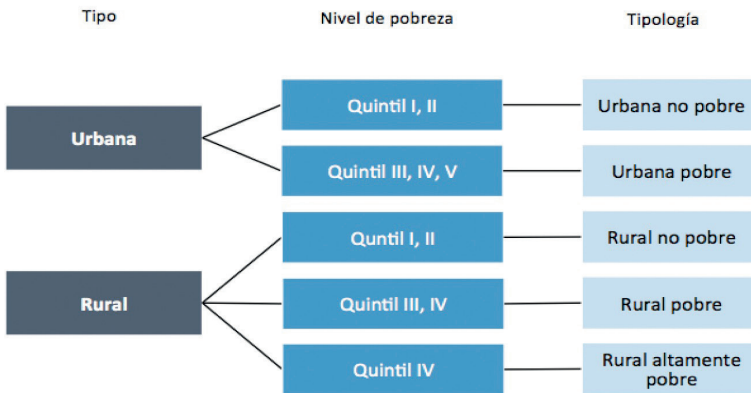 Tipo Nivel de pobreza Tipología
Urbana
Quintil I, II
Urbana no pobre
Quintil III, IV, V
Urbana pobre
Rural
Quntil I, II
Rural no pobre
Quintil III, IV
Rural pobre
Quintil IV
Rural altamente
pobre